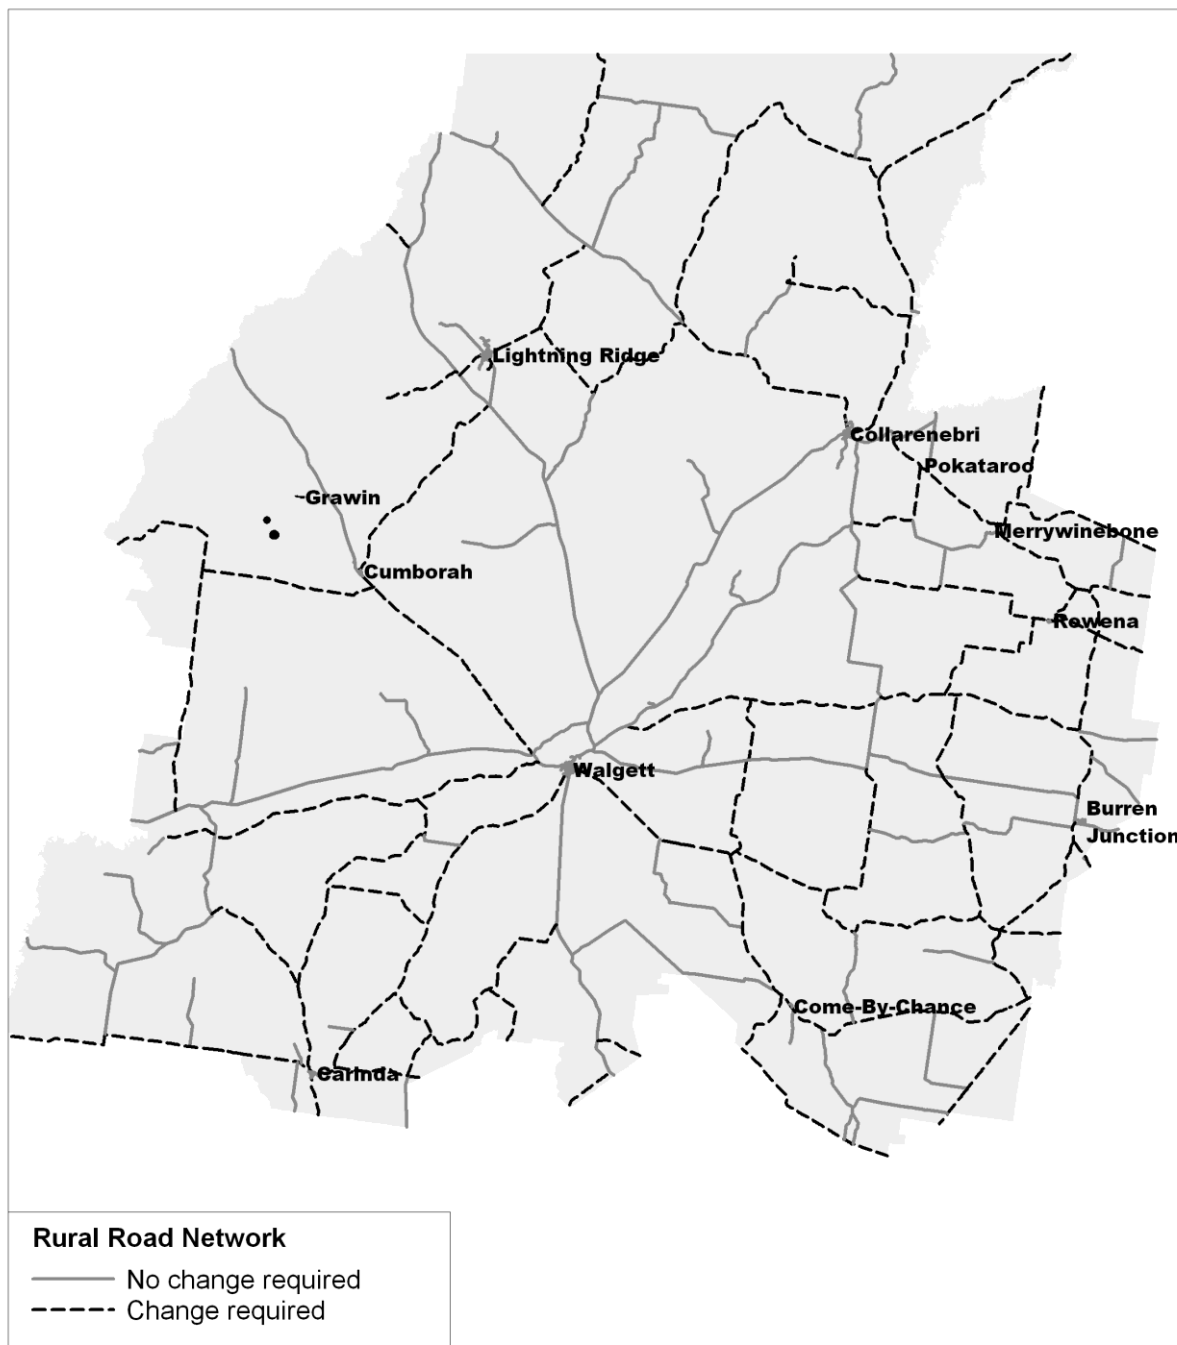 Lightning Ridge
Collarenebri
Pokataroo
Grawin
Merrywinebone
Cumborah
Rowena
Walgett
Burren
Junction
Come-By-Chance
Carinda
Rural Road Network
No change required
Change required